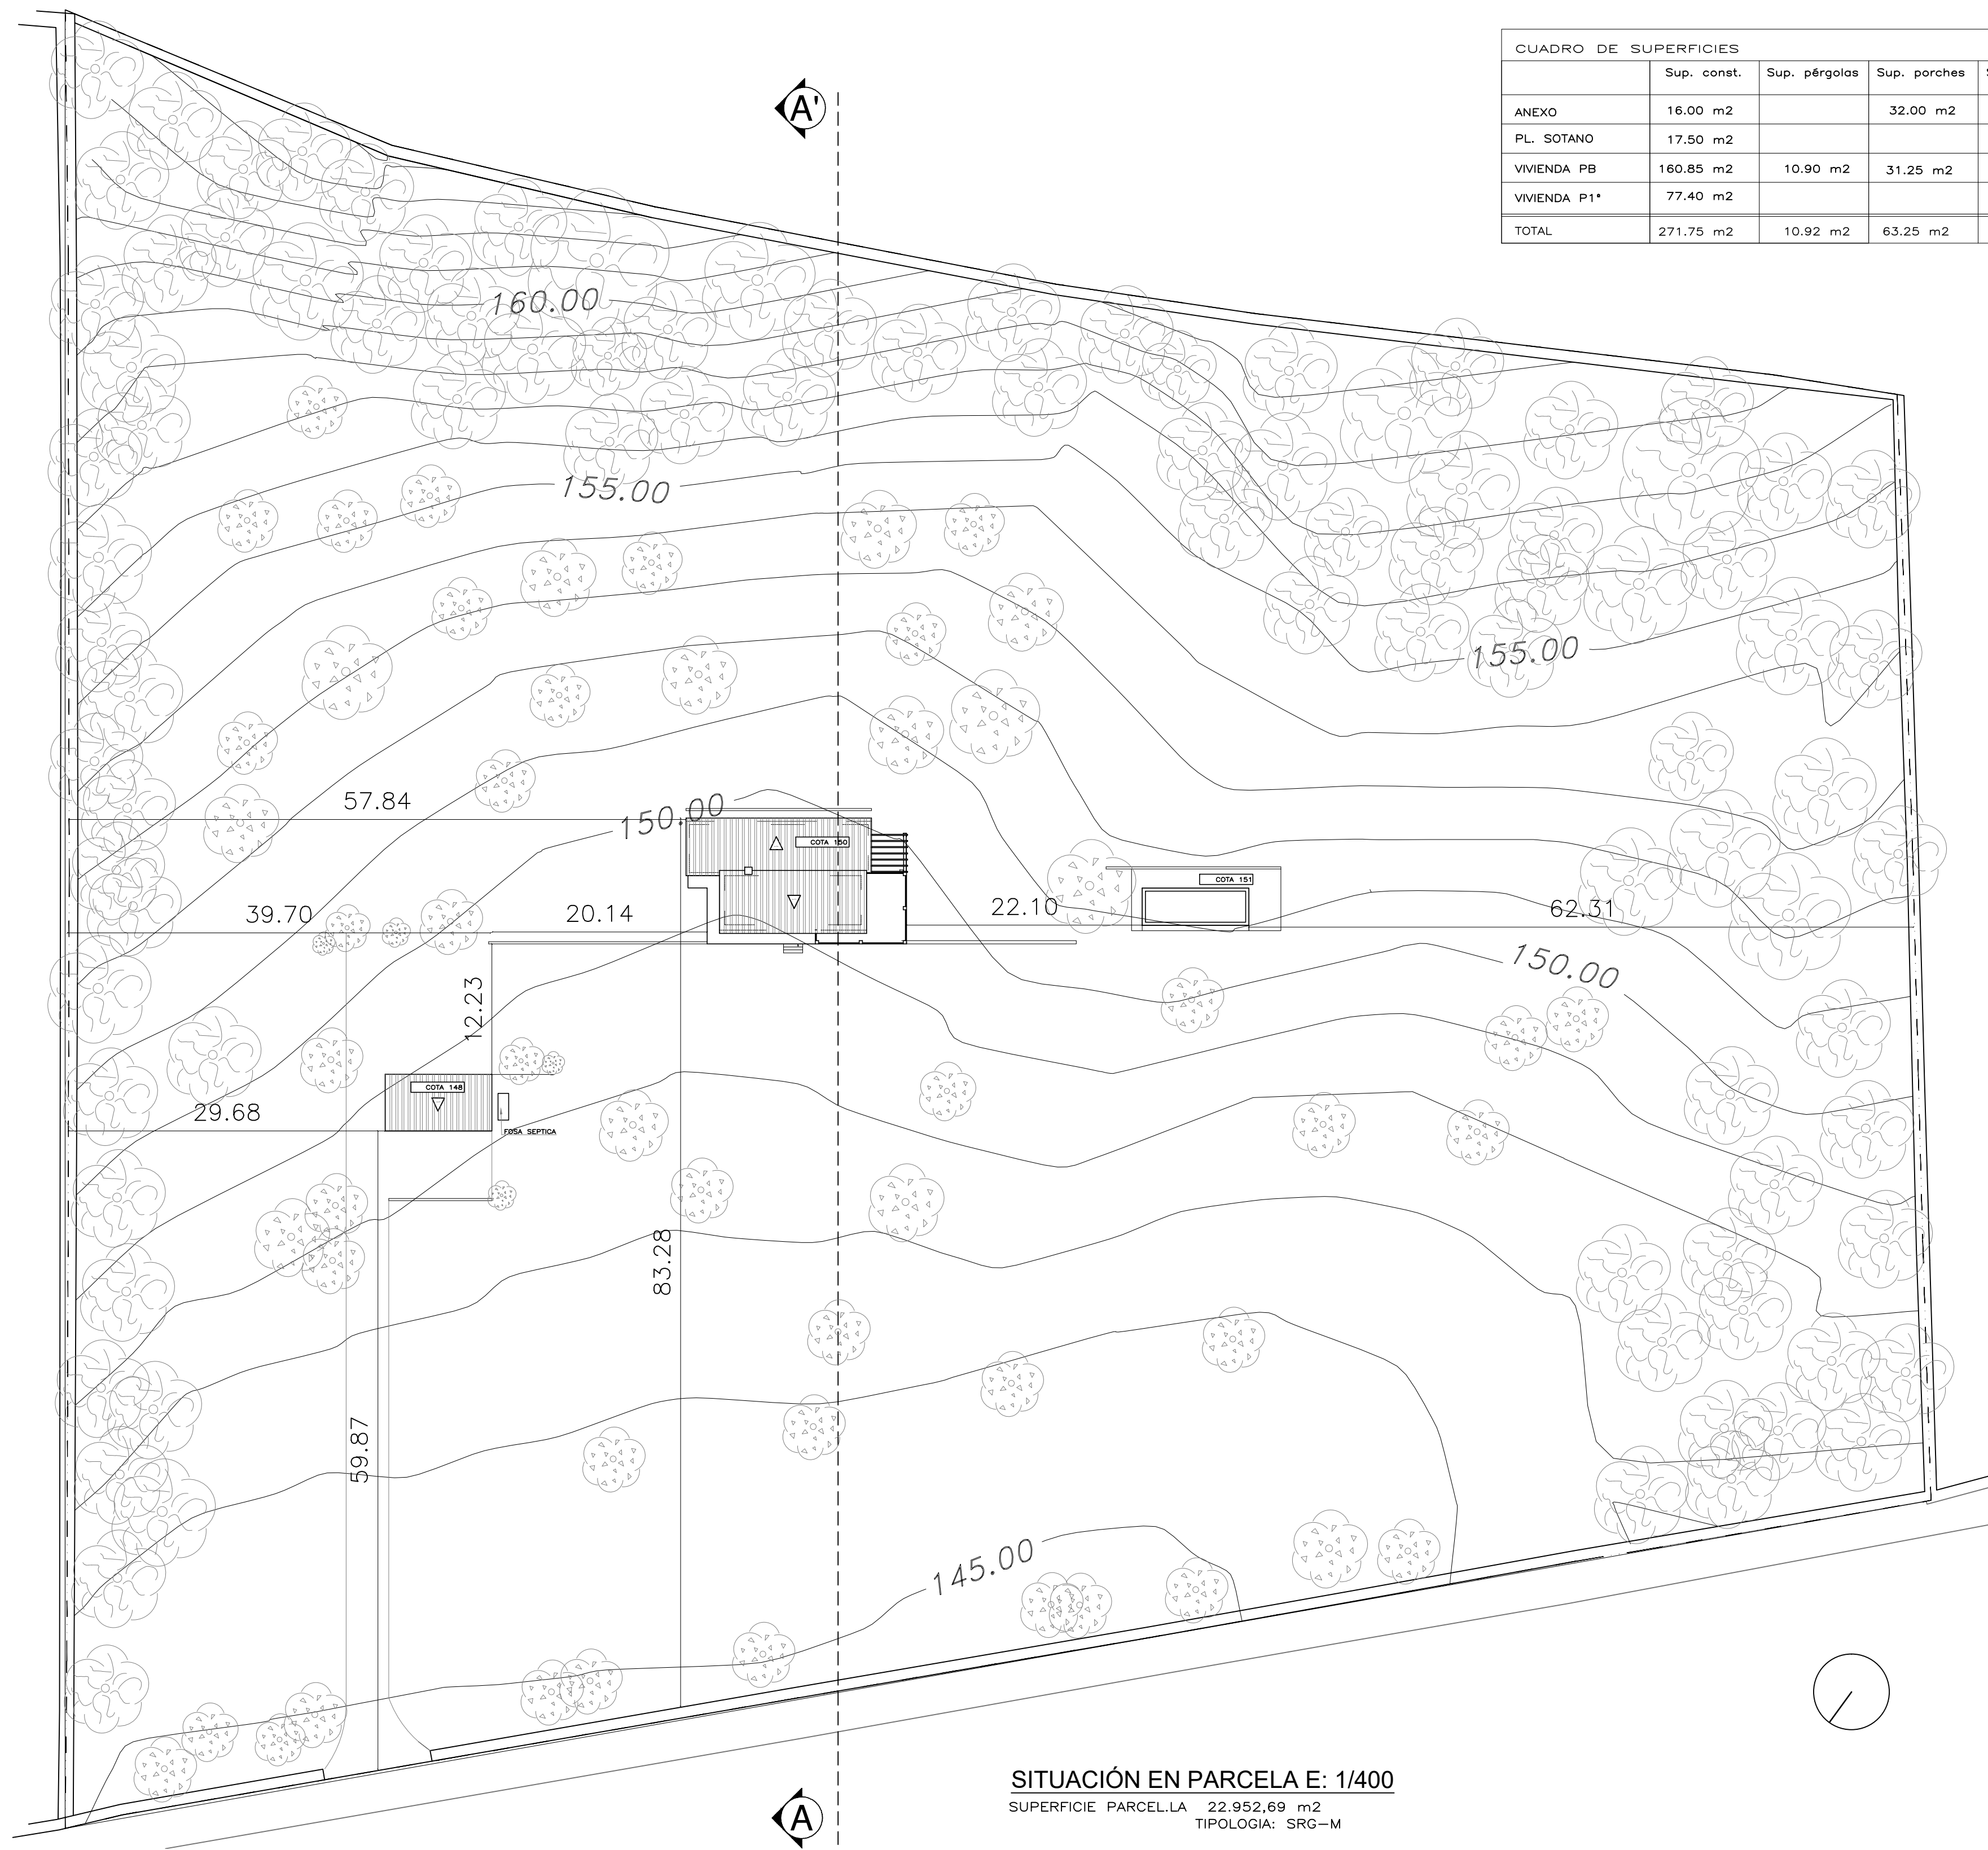 CUADRO DE SUPERFICIES
Sup. const. Sup. pérgolas Sup. porches
ANEXO 16.00 m2 32.00 m2
PL. SOTANO 17.50 m2
VIVIENDA PB 160.85 m2 10.90 m2 31.25 m2
VIVIENDA P1ª 77.40 m2
TOTAL 271.75 m2 10.92 m2 63.25 m2
A'
160.00
155.00
155.00
57.84
150.00
COTA 150
COTA 151
39.70
20.14
22.10
62.31
150.00
12.23
COTA 148
29.68
FOSA SEPTICA
83.28
59.87
145.00
A
SITUACIÓN EN PARCELA E: 1/400
SUPERFICIE PARCEL.LA 22.952,69 m2
TIPOLOGIA: SRG-M